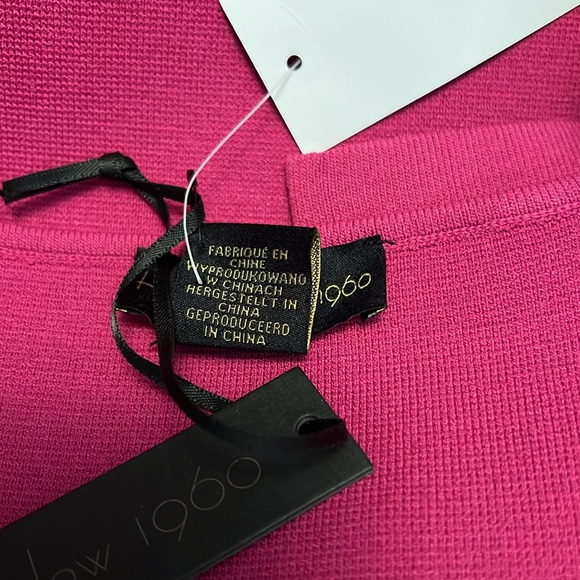 FABRIQUÉ EN
CHINE
WYPRODUKOWANO
W CHINACH
HERGESTELLT IN
CHINA
GEPRODUCEERD
IN CHINA
1960
1960